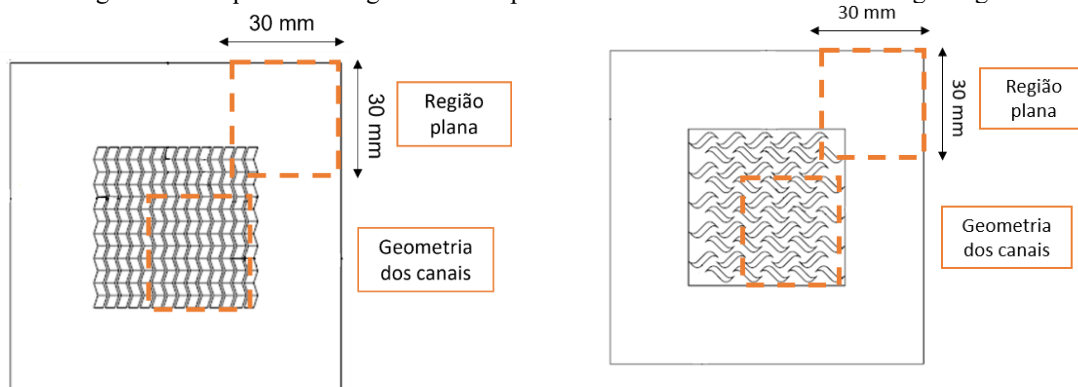 30 mm
30 mm
Região
plana
Geometria
dos canais
30 mm
30 mm
Região
plana
Geometria
dos canais